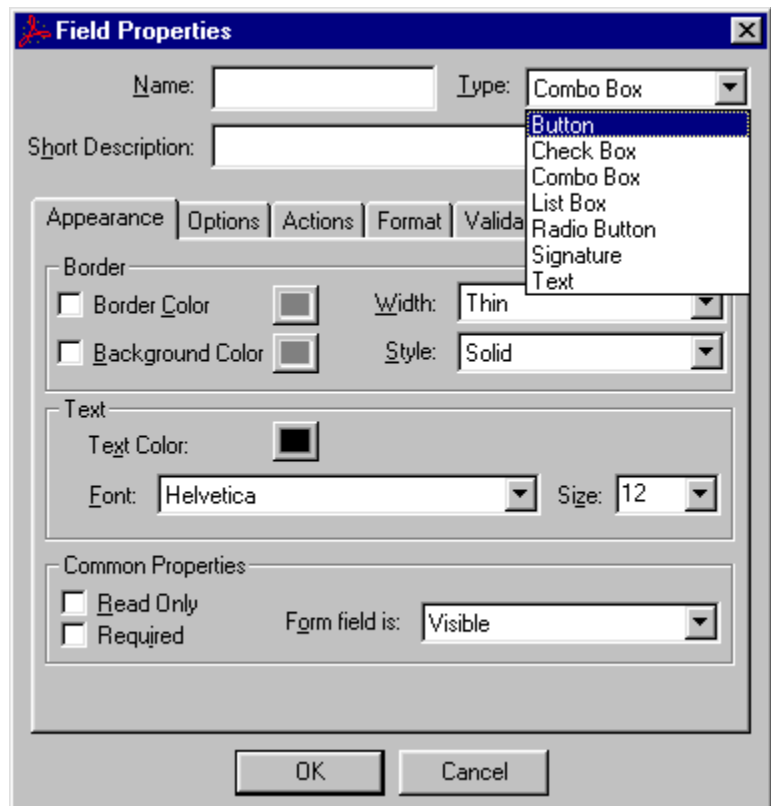 Field Properties
Name: Type: Combo Box
Button
Short Description:
Check Box
Combo Box
List Box
Radio Button
Signature
Text
Appearance Options Actions Format Valida
Border
Border Color Width: Thin
Background Color Style: Solid
Text
Text Color:
Font: Helvetica Size: 12
Common Properties
Read Only
Required
Form field is: Visible
OK Cancel